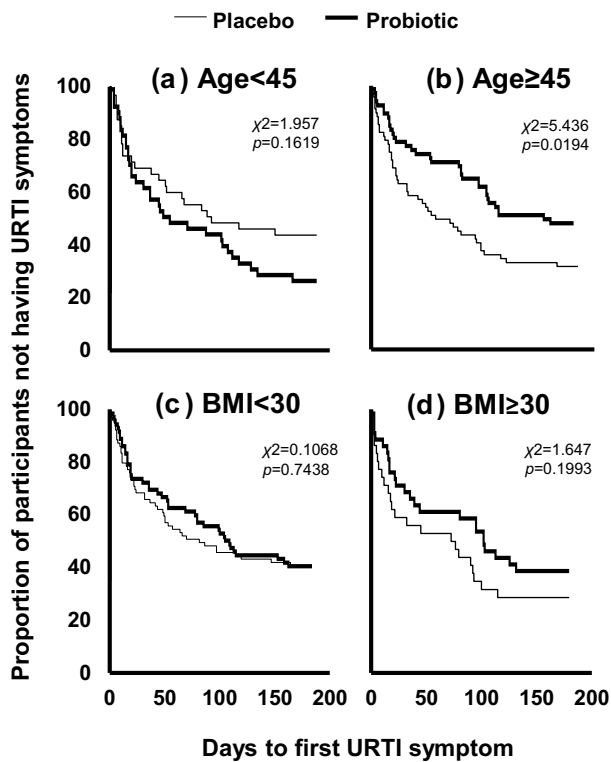 Placebo Probiotic
(a) Age<45
χ2=1.957
p=0.1619
(b) Age≥45
χ2=5.436
p=0.0194
100
80
60
40
20
0
Proportion of participants not having URTI symptoms
(c) BMI<30
χ2=0.1068
p=0.7438
(d) BMI≥30
χ2=1.647
p=0.1993
100
80
60
40
20
0
0 50 100 150 200
0 50 100 150 200
Days to first URTI symptom